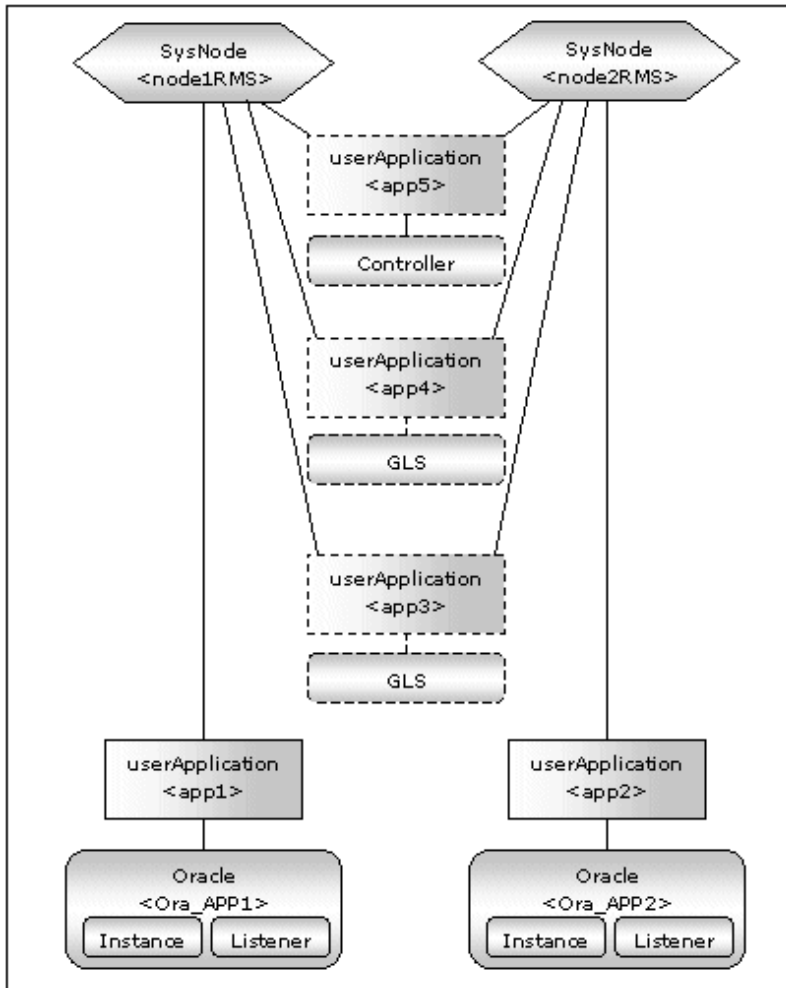 SysNode
<node1RMS>
SysNode
<node2RMS>
userApplication
<app5>
Controller
userApplication
<app4>
GLS
userApplication
<app3>
GLS
userApplication
<app1>
userApplication
<app2>
Oracle
<Ora_APP1>
Instance
Listener
Oracle
<Ora_APP2>
Instance
Listener